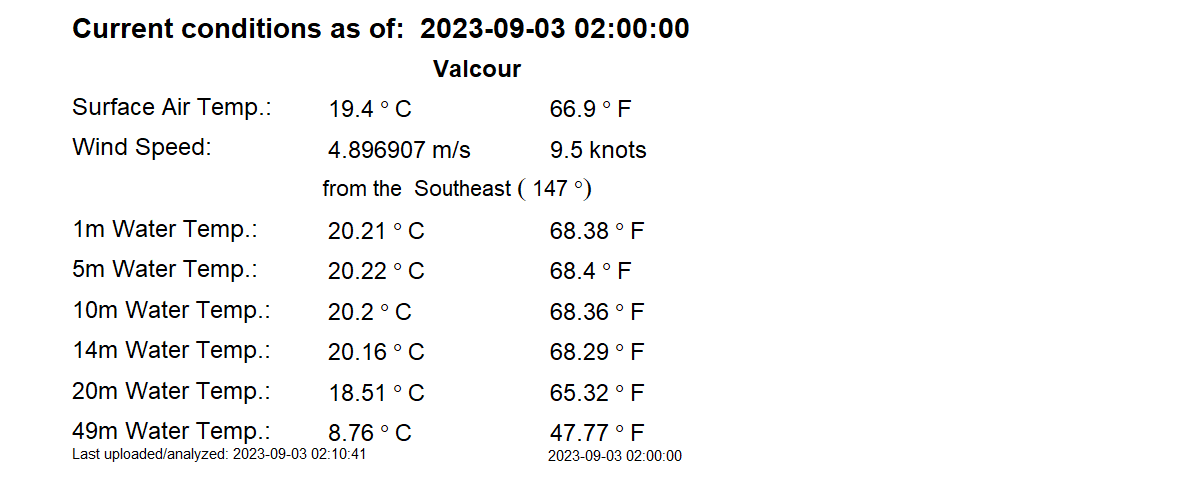 Current conditions as of:  2023-09-03 02:00:00
Valcour
Surface Air Temp.: 19.4 ° C 66.9 ° F
Wind Speed: 4.896907 m/s 9.5 knots
from the  Southeast ( 147 °)
1m Water Temp.: 20.21 ° C 68.38 ° F
5m Water Temp.: 20.22 ° C 68.4 ° F
10m Water Temp.: 20.2 ° C 68.36 ° F
14m Water Temp.: 20.16 ° C 68.29 ° F
20m Water Temp.: 18.51 ° C 65.32 ° F
49m Water Temp.: 8.76 ° C 47.77 ° F
Last uploaded/analyzed: 2023-09-03 02:10:41 2023-09-03 02:00:00